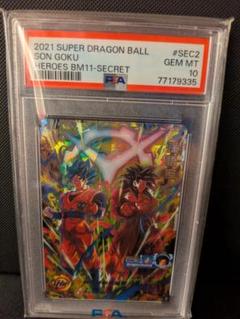 2021 SUPER DRAGON BALL #SEC2
SON GOKU GEM MT
HEROES BM11-SECRET 10
PSA 77179335